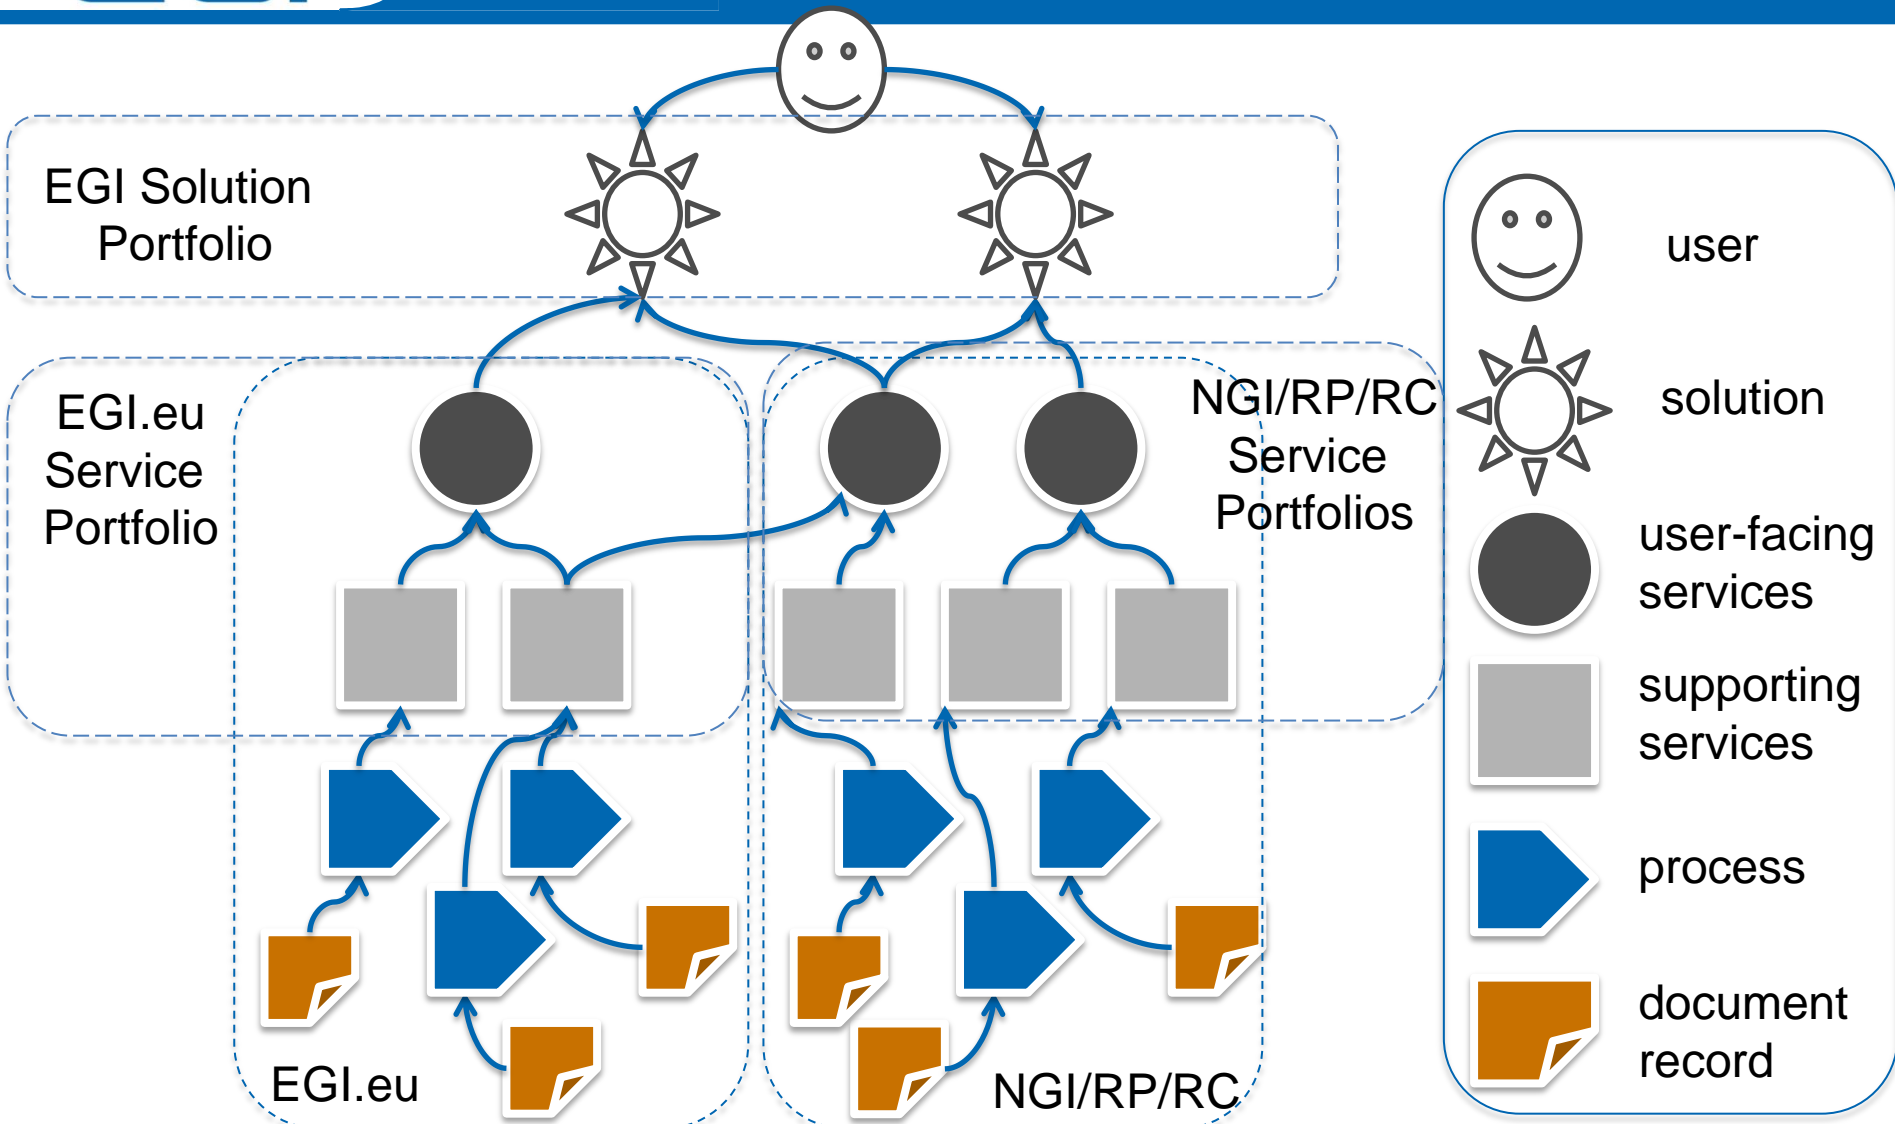 EGI Solution
Portfolio
EGI.eu
Service
Portfolio
NGI/RP/RC
Service
Portfolios
EGI.eu
NGI/RP/RC
user
solution
user-facing
services
supporting
services
process
document
record